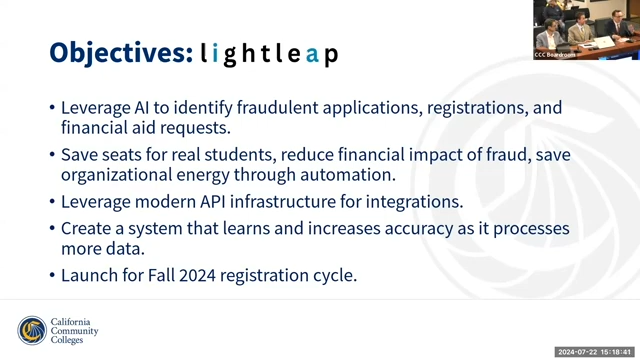 Objectives: lightleap
CCC Boardroom
• Leverage AI to identify fraudulent applications, registrations, and
financial aid requests.
• Save seats for real students, reduce financial impact of fraud, save
organizational energy through automation.
• Leverage modern API infrastructure for integrations.
• Create a system that learns and increases accuracy as it processes
more data.
• Launch for Fall 2024 registration cycle.
California
Community
Colleges
2024-07-22 15:18:41